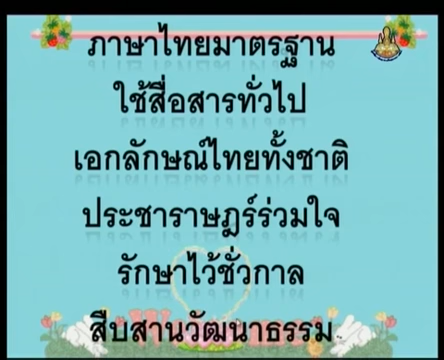 ภาษาไทยมาตรฐาน
ใช้สื่อสารทั่วไป
เอกลักษณ์ไทยทั้งชาติ
ประชาราษฎร์ร่วมใจ
รักษาไว้ชั่วกาล
สืบสานวัฒนาธรรม